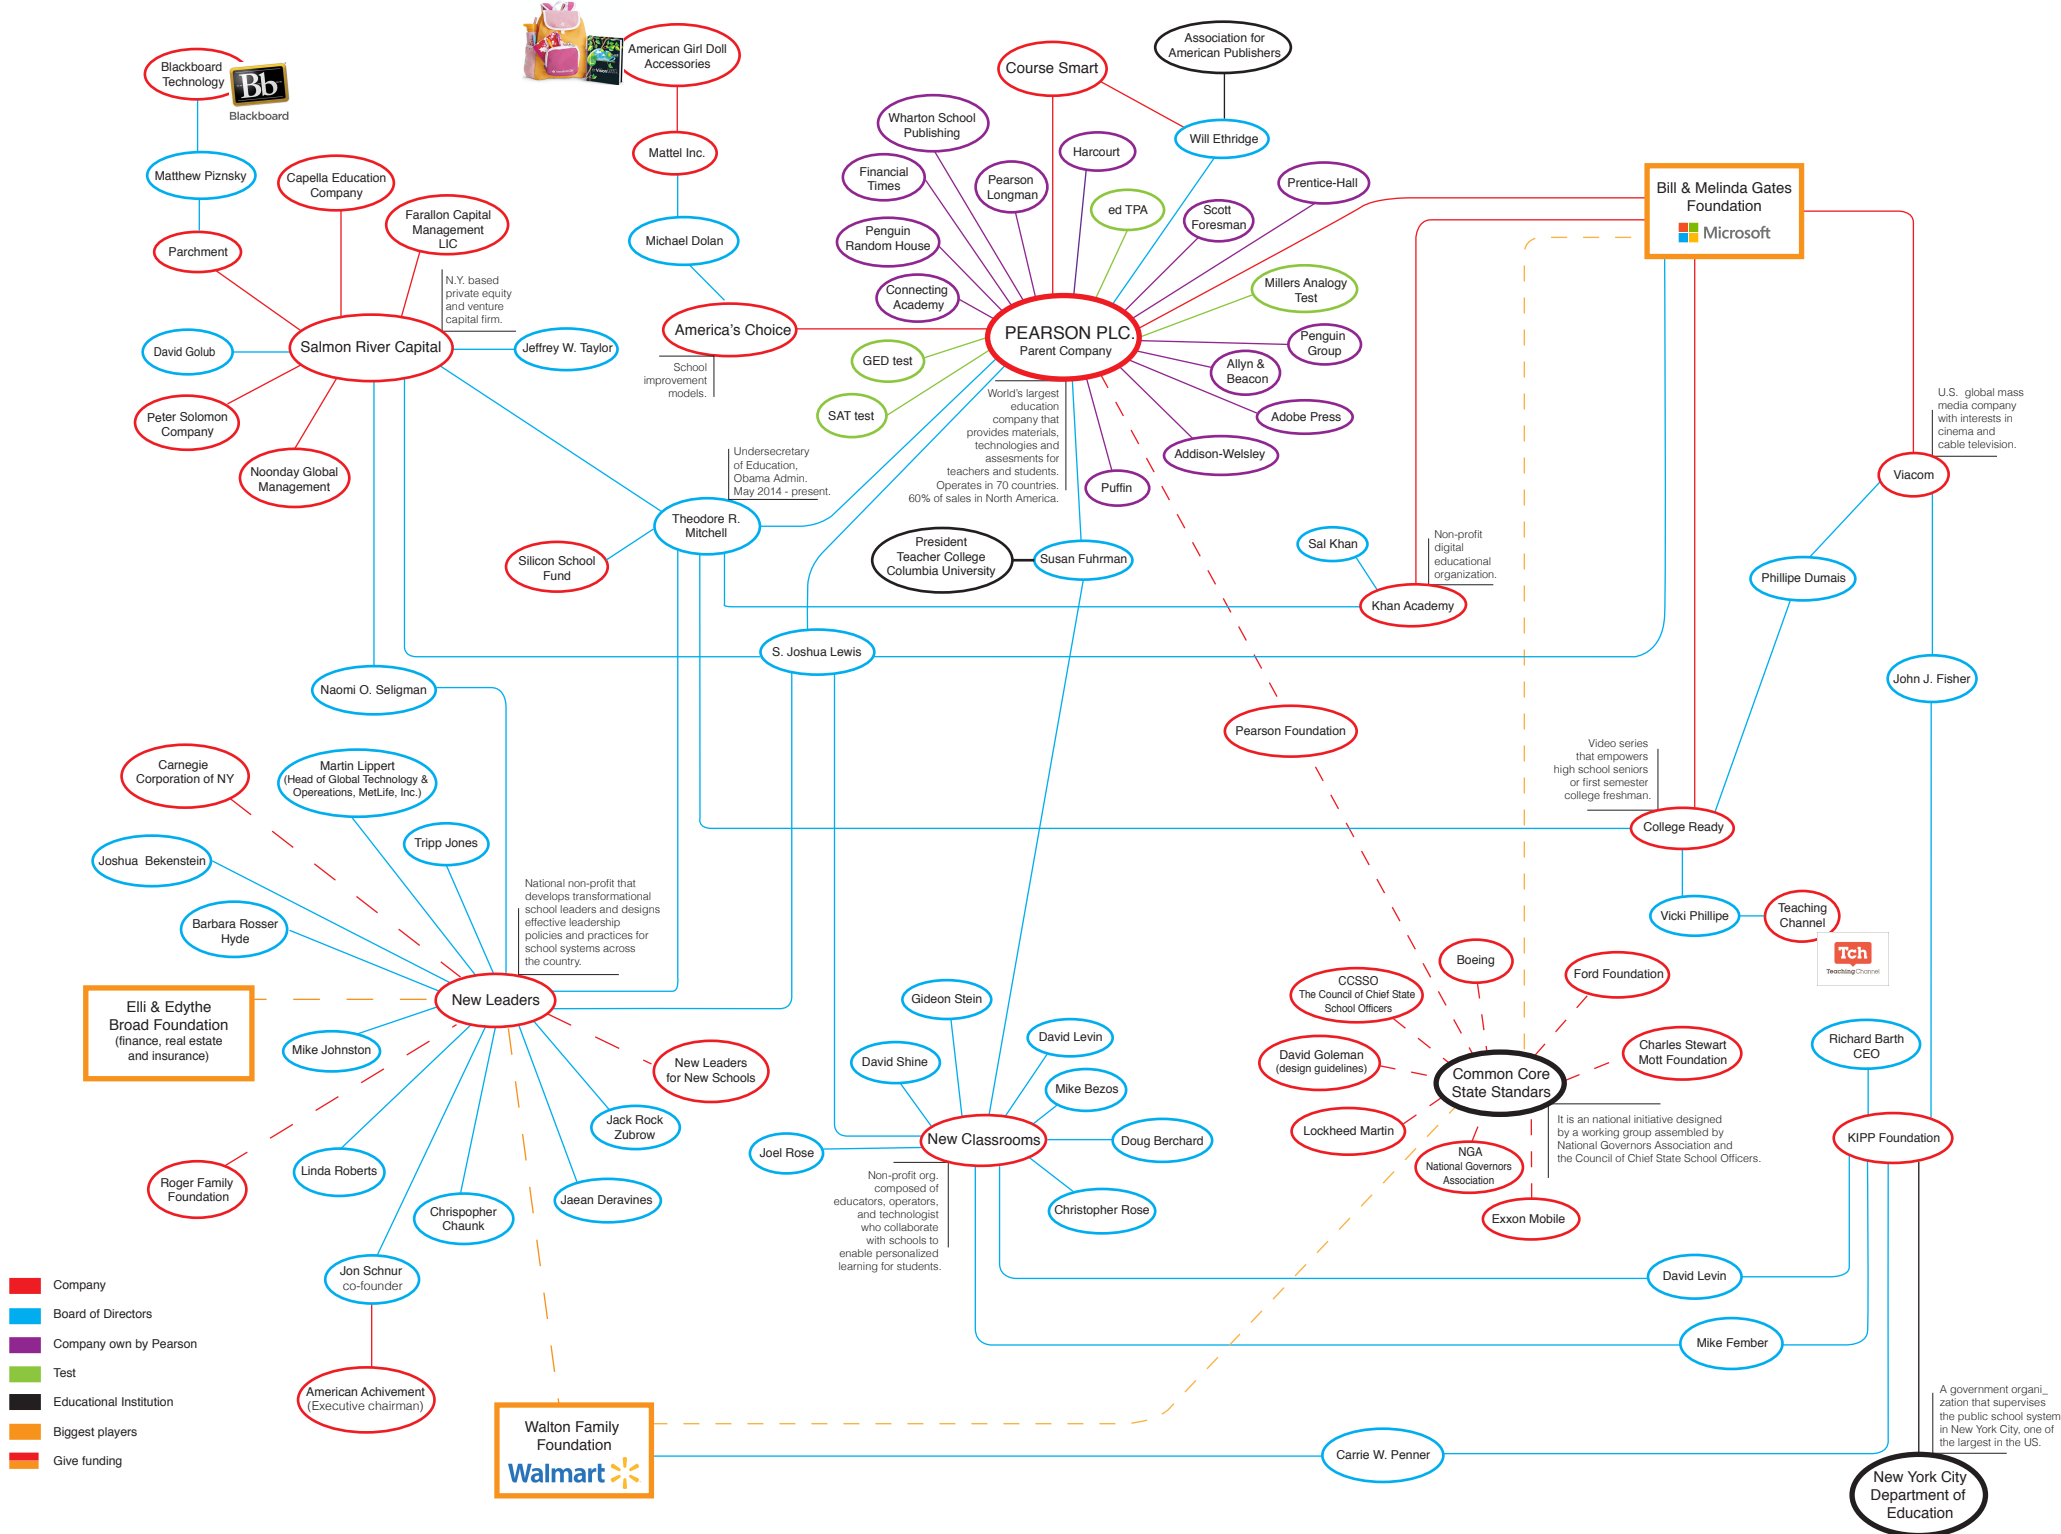 Blackboard
Technology
Bb
Blackboard
American Girl Doll
Accessories
Course Smart
Association for
American Publishers
Wharton School
Publishing
Will Ethridge
Mattel Inc.
Harcourt
Matthew Piznsky
Capella Education
Company
Financial
Times
Pearson
Longman
Prentice-Hall
Bill & Melinda Gates
Foundation
Microsoft
Farallon Capital
Management
LIC
ed TPA
Scott
Foresman
Parchment
Michael Dolan
Penguin
Random House
N.Y. based
private equity
and venture
capital firm.
Connecting
Academy
Millers Analogy
Test
David Golub
Salmon River Capital
Jeffrey W. Taylor
America's Choice
PEARSON PLC.
Parent Company
Penguin
Group
School
improvement
models.
GED test
Allyn &
Beacon
Peter Solomon
Company
SAT test
World's largest
education
company that
provides materials,
technologies and
assesments for
teachers and students.
Operates in 70 countries.
60% of sales in North America.
Adobe Press
U.S. global mass
media company
with interests in
cinema and
cable television.
Noonday Global
Management
Undersecretary
of Education,
Obama Admin.
May 2014 - present.
Addison-Welsley
Puffin
Viacom
Theodore R.
Mitchell
Silicon School
Fund
President
Teacher College
Columbia University
Susan Fuhrman
Sal Khan
Non-profit
digital
educational
organization.
Khan Academy
Phillipe Dumais
S. Joshua Lewis
Naomi O. Seligman
John J. Fisher
Pearson Foundation
Carnegie
Corporation of NY
Martin Lippert
(Head of Global Technology &
Opereations, MetLife, Inc.)
Video series
that empowers
high school seniors
or first semester
college freshman.
Tripp Jones
College Ready
Joshua Bekenstein
Barbara Rosser
Hyde
National non-profit that
develops transformational
school leaders and designs
effective leadership
policies and practices for
school systems across
the country.
Vicki Phillipe
Teaching
Channel
Tch
TeachingChannel
New Leaders
Elli & Edythe
Broad Foundation
(finance, real estate
and insurance)
Gideon Stein
CCSSO
The Council of Chief State
School Officers
Boeing
Ford Foundation
Mike Johnston
New Leaders
for New Schools
David Shine
David Levin
David Goleman
(design guidelines)
Common Core
State Standars
Charles Stewart
Mott Foundation
Richard Barth
CEO
Mike Bezos
Jack Rock
Zubrow
Joel Rose
New Classrooms
Doug Berchard
Lockheed Martin
It is an national initiative designed
by a working group assembled by
National Governors Association and
the Council of Chief State School Officers.
KIPP Foundation
NGA
National Governors
Association
Linda Roberts
Roger Family
Foundation
Chrispopher
Chaunk
Jaean Deravines
Non-profit org.
composed of
educators, operators,
and technologist
who collaborate
with schools to
enable personalized
learning for students.
Christopher Rose
Exxon Mobile
Jon Schnur
co-founder
David Levin
Mike Fember
American Achivement
(Executive chairman)
Walton Family
Foundation
Walmart
Carrie W. Penner
A government organi_
zation that supervises
the public school system
in New York City, one of
the largest in the US.
New York City
Department of
Education
Company
Board of Directors
Company own by Pearson
Test
Educational Institution
Biggest players
Give funding